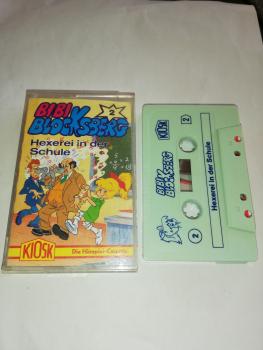 BIBI
BLOCKSBERG
2
Hexerei in der
Schule
KIOSK
Die Hörspiel-Cassette
KIOSK
2
BIBI
BLOCKSBERG
Hexerei in der Schule
2